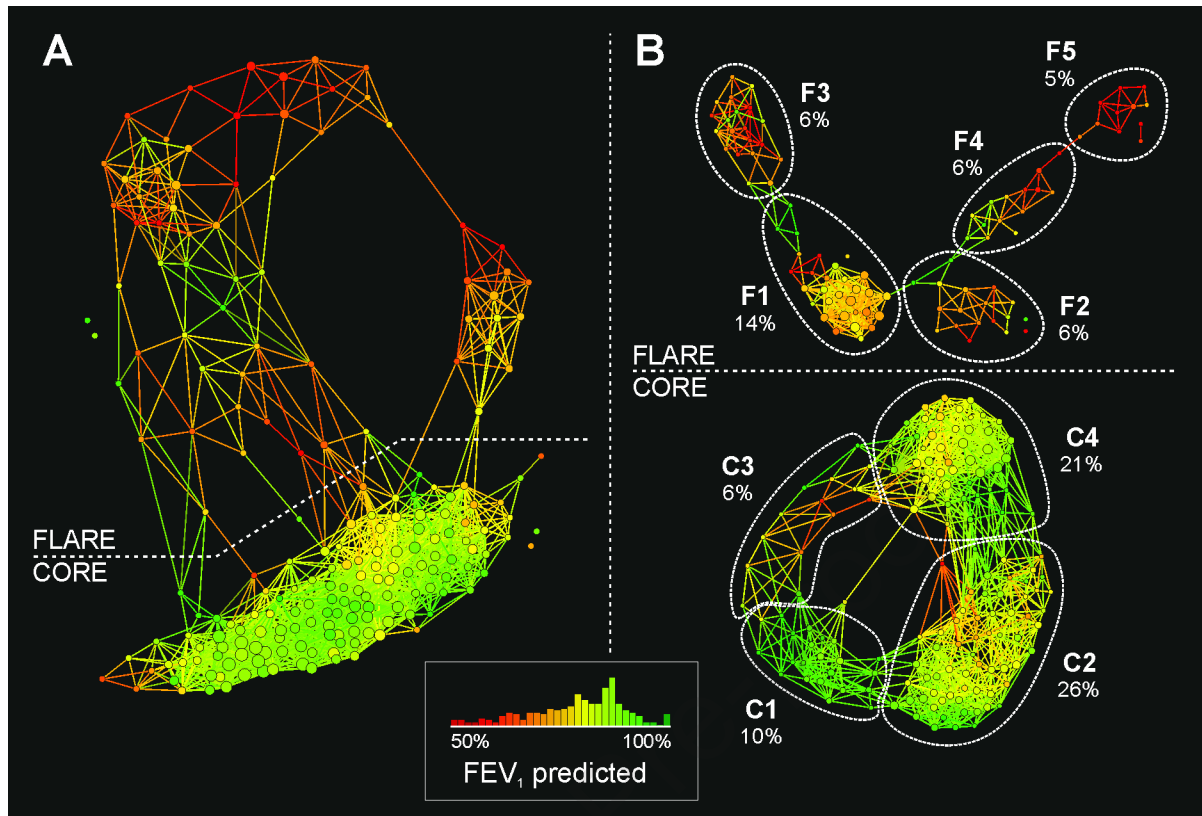 A
FLARE
CORE
50%
100%
FEV₁ predicted
B
F3
6%
F5
5%
F4
6%
F1
14%
F2
6%
FLARE
CORE
C3
6%
C4
21%
C1
10%
C2
26%